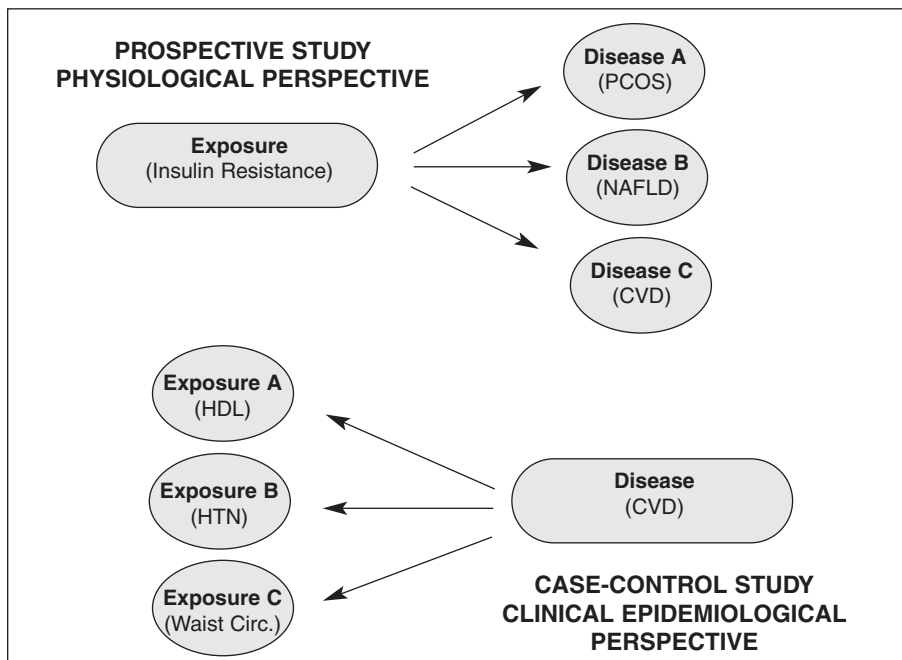 PROSPECTIVE STUDY
PHYSIOLOGICAL PERSPECTIVE
Exposure
(Insulin Resistance)
Disease A
(PCOS)
Disease B
(NAFLD)
Disease C
(CVD)
Exposure A
(HDL)
Exposure B
(HTN)
Exposure C
(Waist Circ.)
Disease
(CVD)
CASE-CONTROL STUDY
CLINICAL EPIDEMIOLOGICAL
PERSPECTIVE